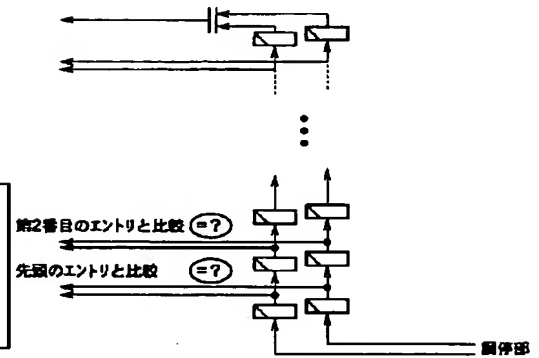 第2番目のエントリと比較 =?
先頭のエントリと比較 =?
調停部